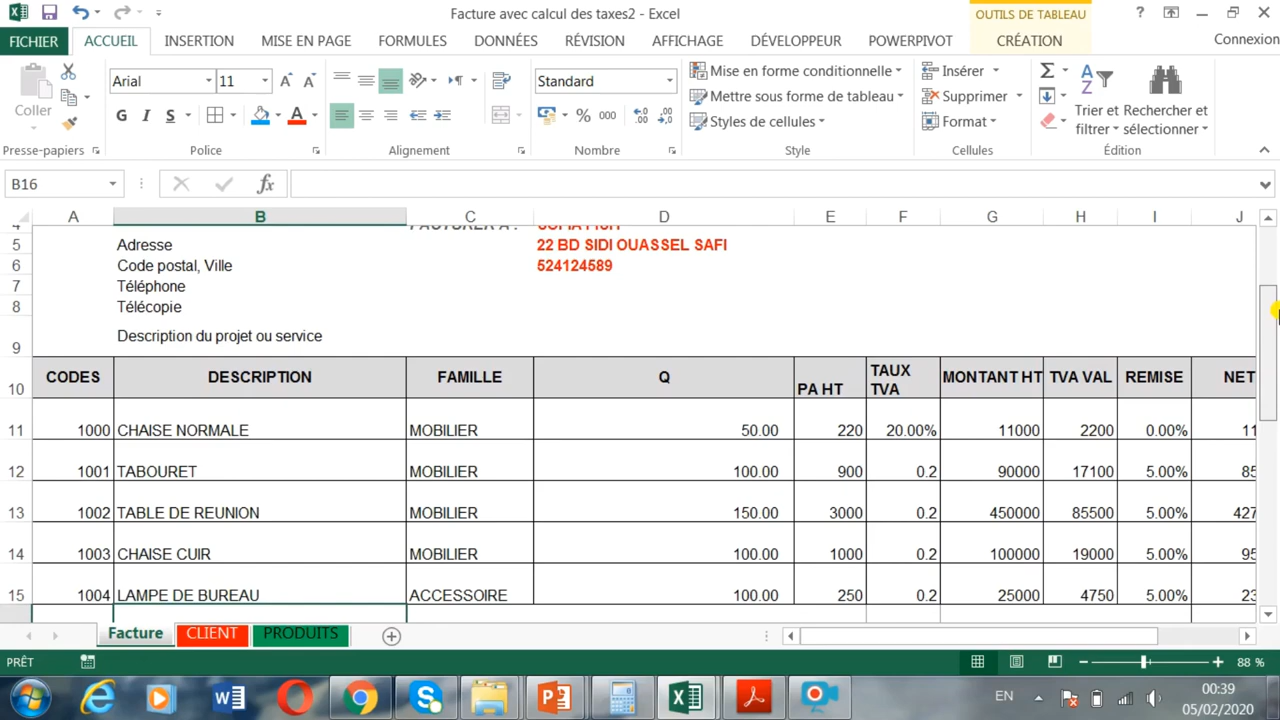 Facture avec calcul des taxes2 - Excel
OUTILS DE TABLEAU
?
FICHIER ACCUEIL INSERTION MISE EN PAGE FORMULES DONNÉES RÉVISION AFFICHAGE DÉVELOPPEUR POWERPIVOT CRÉATION Connexion
Coller
Arial 11
Standard
Mise en forme conditionnelle
Mettre sous forme de tableau
Styles de cellules
Insérer
Supprimer
Format
Trier et filtrer
Rechercher et sélectionner
G I S
% 000
Presse-papiers Police Alignement Nombre Style Cellules Édition
B16 fx
A B C D E F G H I J
4
5 Adresse 22 BD SIDI OUASSEL SAFI
6 Code postal, Ville 524124589
7 Téléphone
8 Télécopie
9 Description du projet ou service
10 CODES DESCRIPTION FAMILLE Q PA HT TAUX TVA MONTANT HT TVA VAL REMISE NET
11 1000 CHAISE NORMALE MOBILIER 50.00 220 20.00% 11000 2200 0.00% 11
12 1001 TABOURET MOBILIER 100.00 900 0.2 90000 17100 5.00% 85
13 1002 TABLE DE REUNION MOBILIER 150.00 3000 0.2 450000 85500 5.00% 427
14 1003 CHAISE CUIR MOBILIER 100.00 1000 0.2 100000 19000 5.00% 95
15 1004 LAMPE DE BUREAU ACCESSOIRE 100.00 250 0.2 25000 4750 5.00% 23
Facture CLIENT PRODUITS
PRÊT 88 %
EN 00:39
05/02/2020